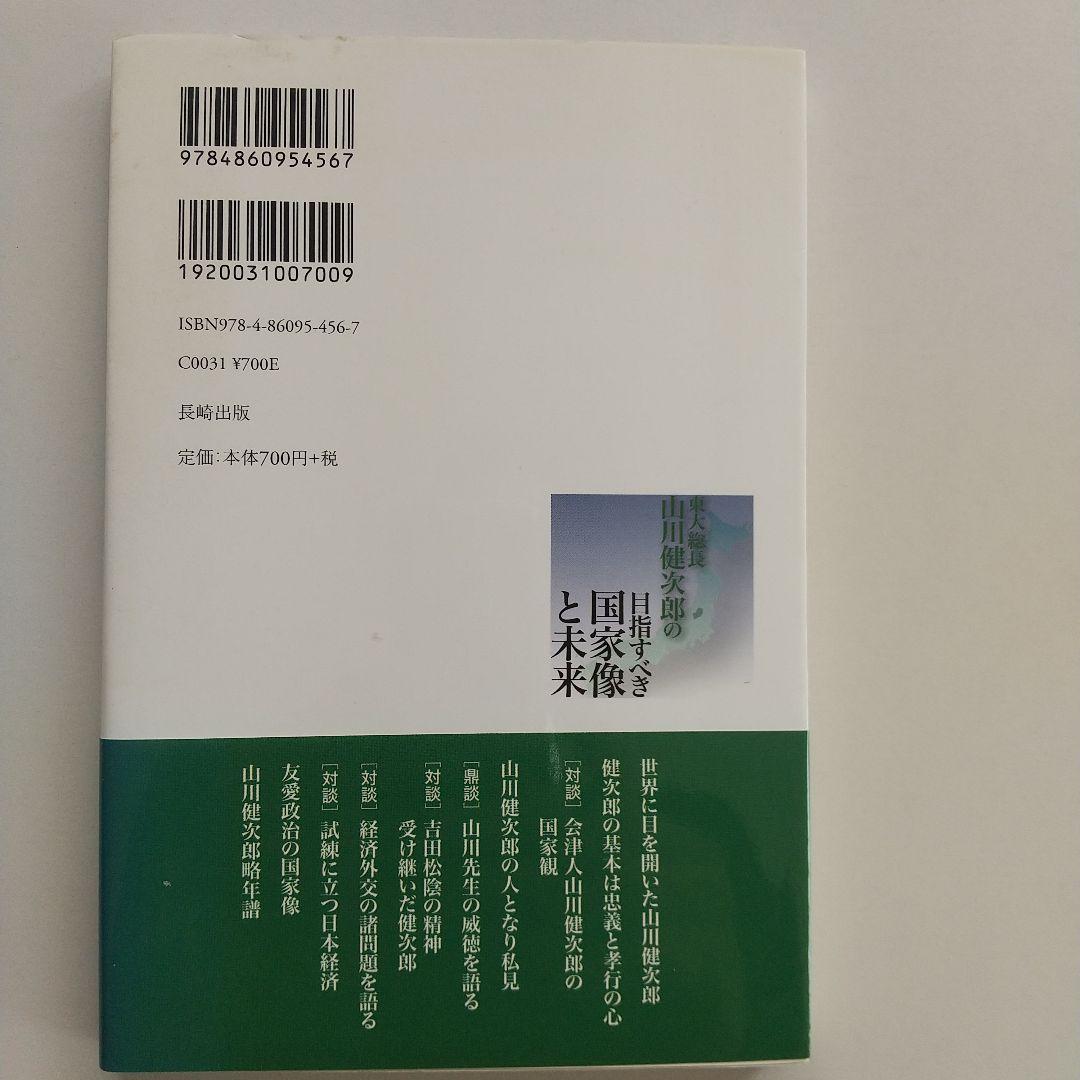 9784860954567
1920031007009
ISBN978-4-86095-456-7
C0031 ¥700E
長崎出版
定価：本体700円+税
東大總長
山川健次郎の
目指すべき
国家像
と未来
世界に目を開いた山川健次郎
健次郎の基本は忠義と孝行の心
［対談］会津人山川健次郎の
国家観
山川健次郎の人となり私見
［鼎談］山川先生の威徳を語る
［対談］吉田松陰の精神
受け継いだ健次郎
［対談］経済外交の諸問題を語る
［対談］試練に立つ日本経済
友愛政治の国家像
山川健次郎略年譜